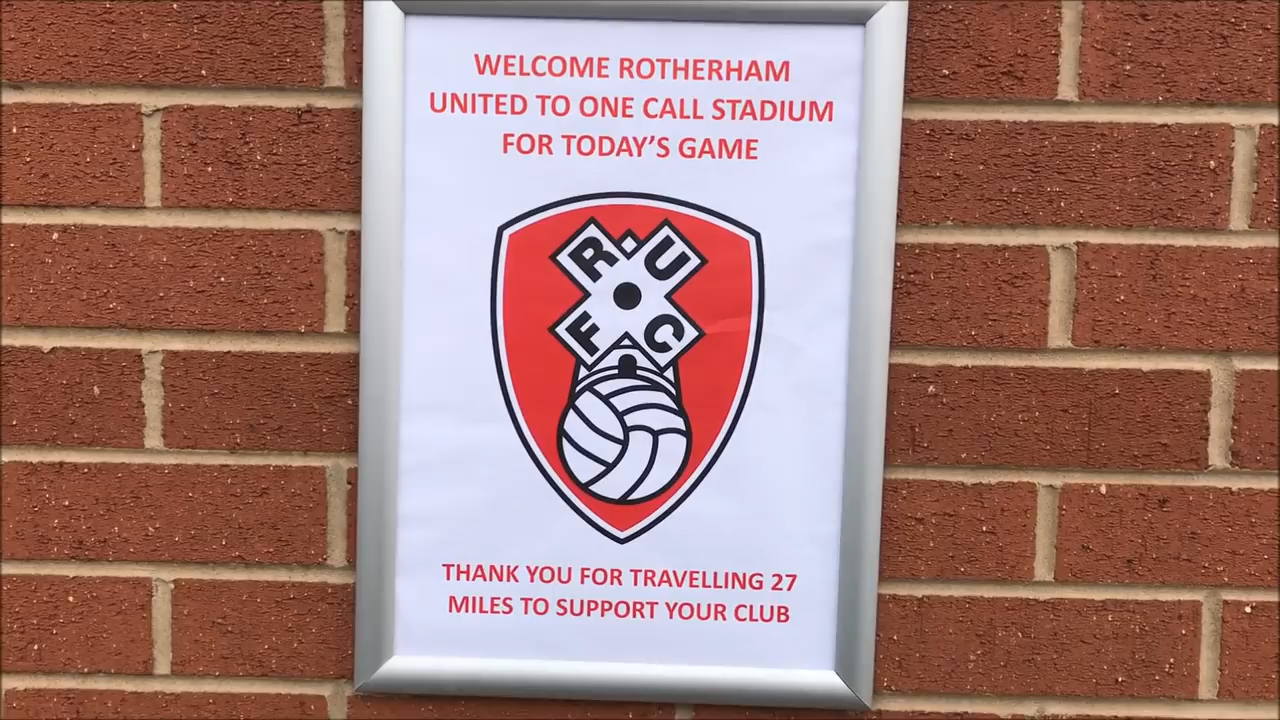 WELCOME ROTHERHAM
UNITED TO ONE CALL STADIUM
FOR TODAY'S GAME
R U
F C
THANK YOU FOR TRAVELLING 27
MILES TO SUPPORT YOUR CLUB